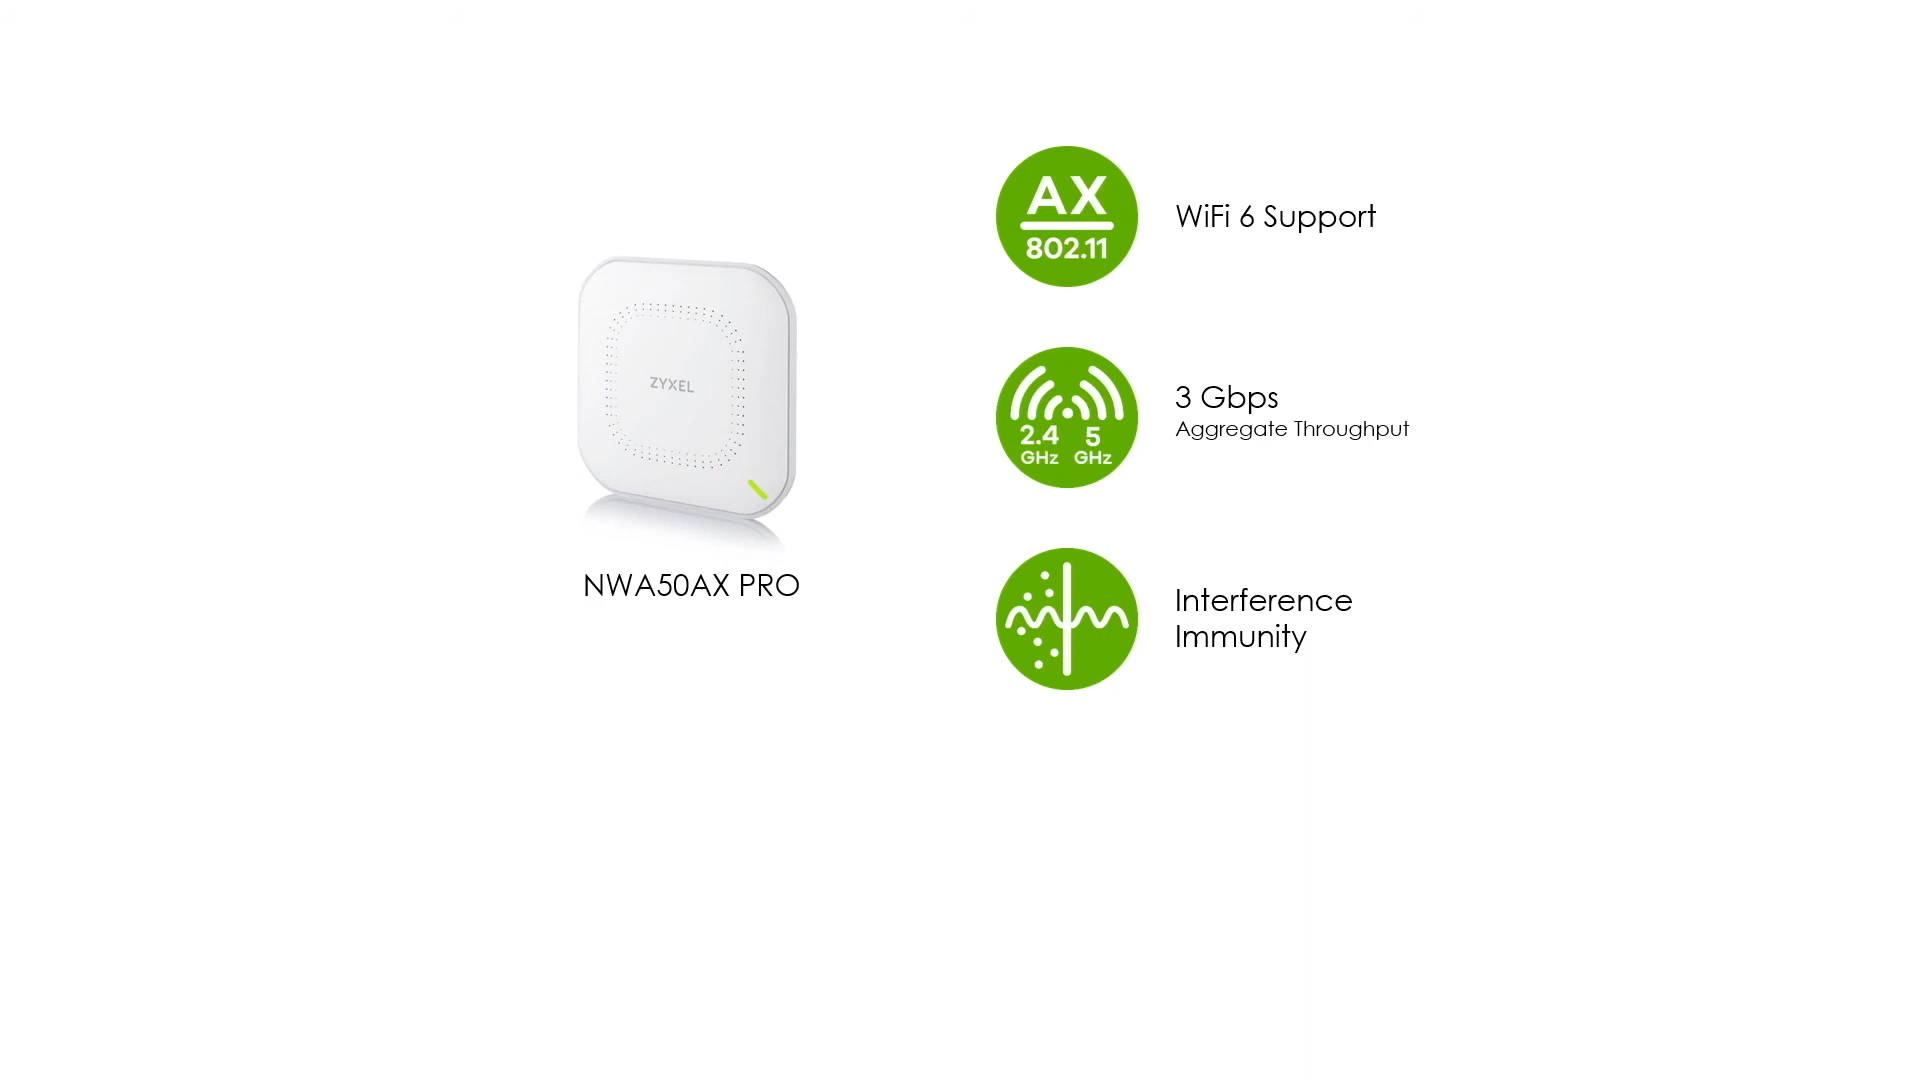 ZYXEL
NWA50AX PRO
AX
802.11
WiFi 6 Support
2.4 5
GHz GHz
3 Gbps
Aggregate Throughput
Interference
Immunity